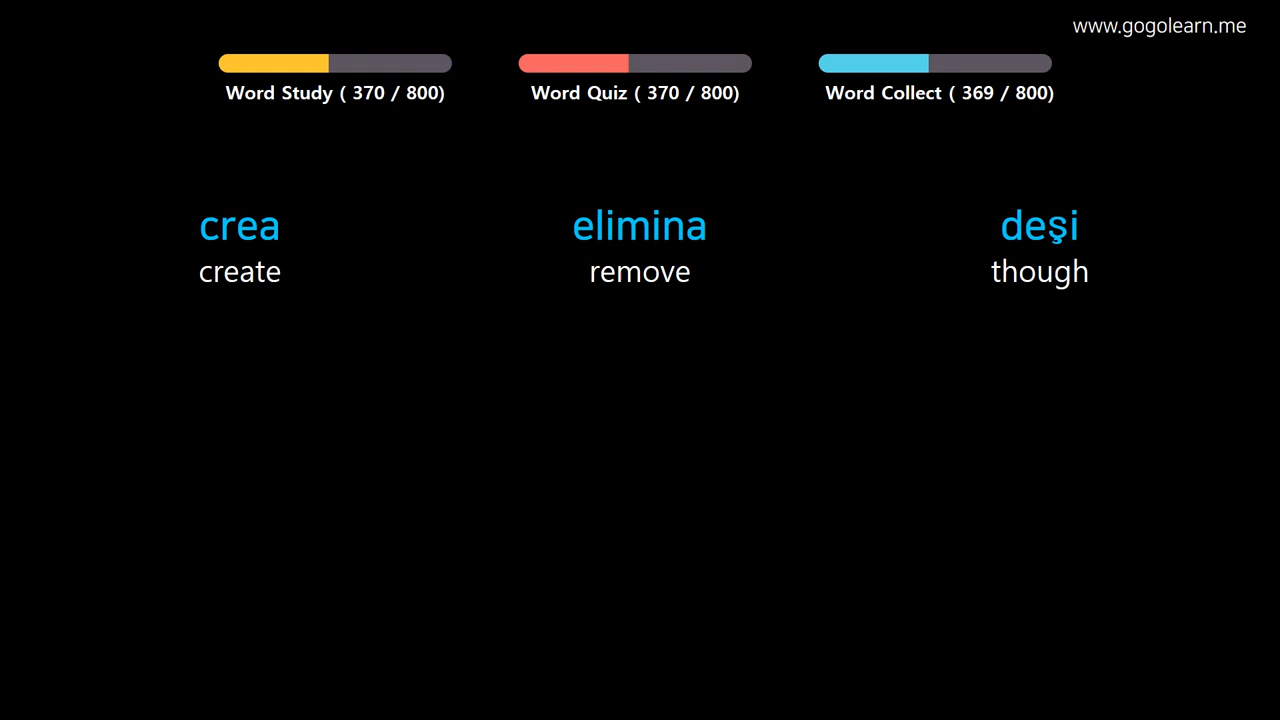 www.gogolearn.me
Word Study ( 370 / 800)
Word Quiz ( 370 / 800)
Word Collect ( 369 / 800)
crea
create
elimina
remove
deşi
though